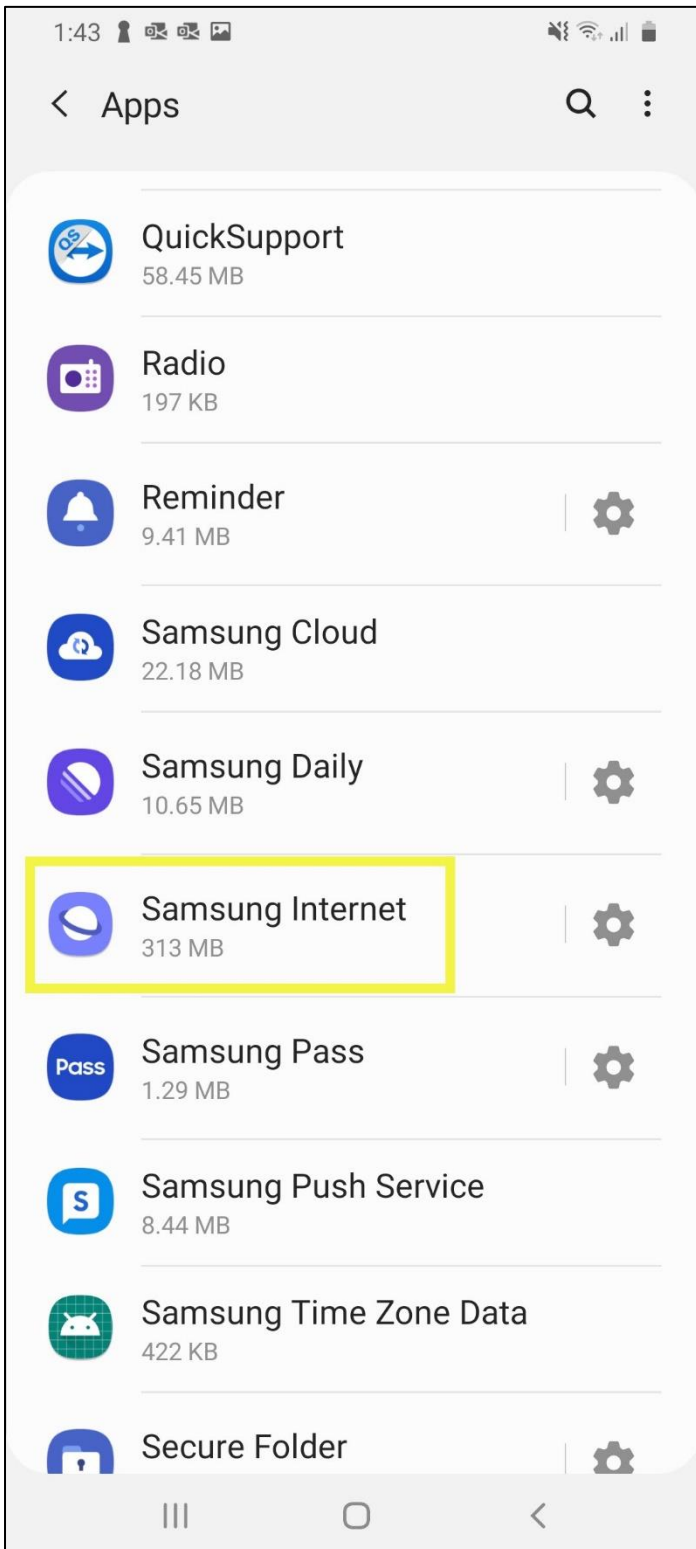 1:43
Apps
QS
QuickSupport
58.45 MB
Radio
197 KB
Reminder
9.41 MB
Samsung Cloud
22.18 MB
Samsung Daily
10.65 MB
Samsung Internet
313 MB
Pass
Samsung Pass
1.29 MB
S
Samsung Push Service
8.44 MB
Samsung Time Zone Data
422 KB
Secure Folder